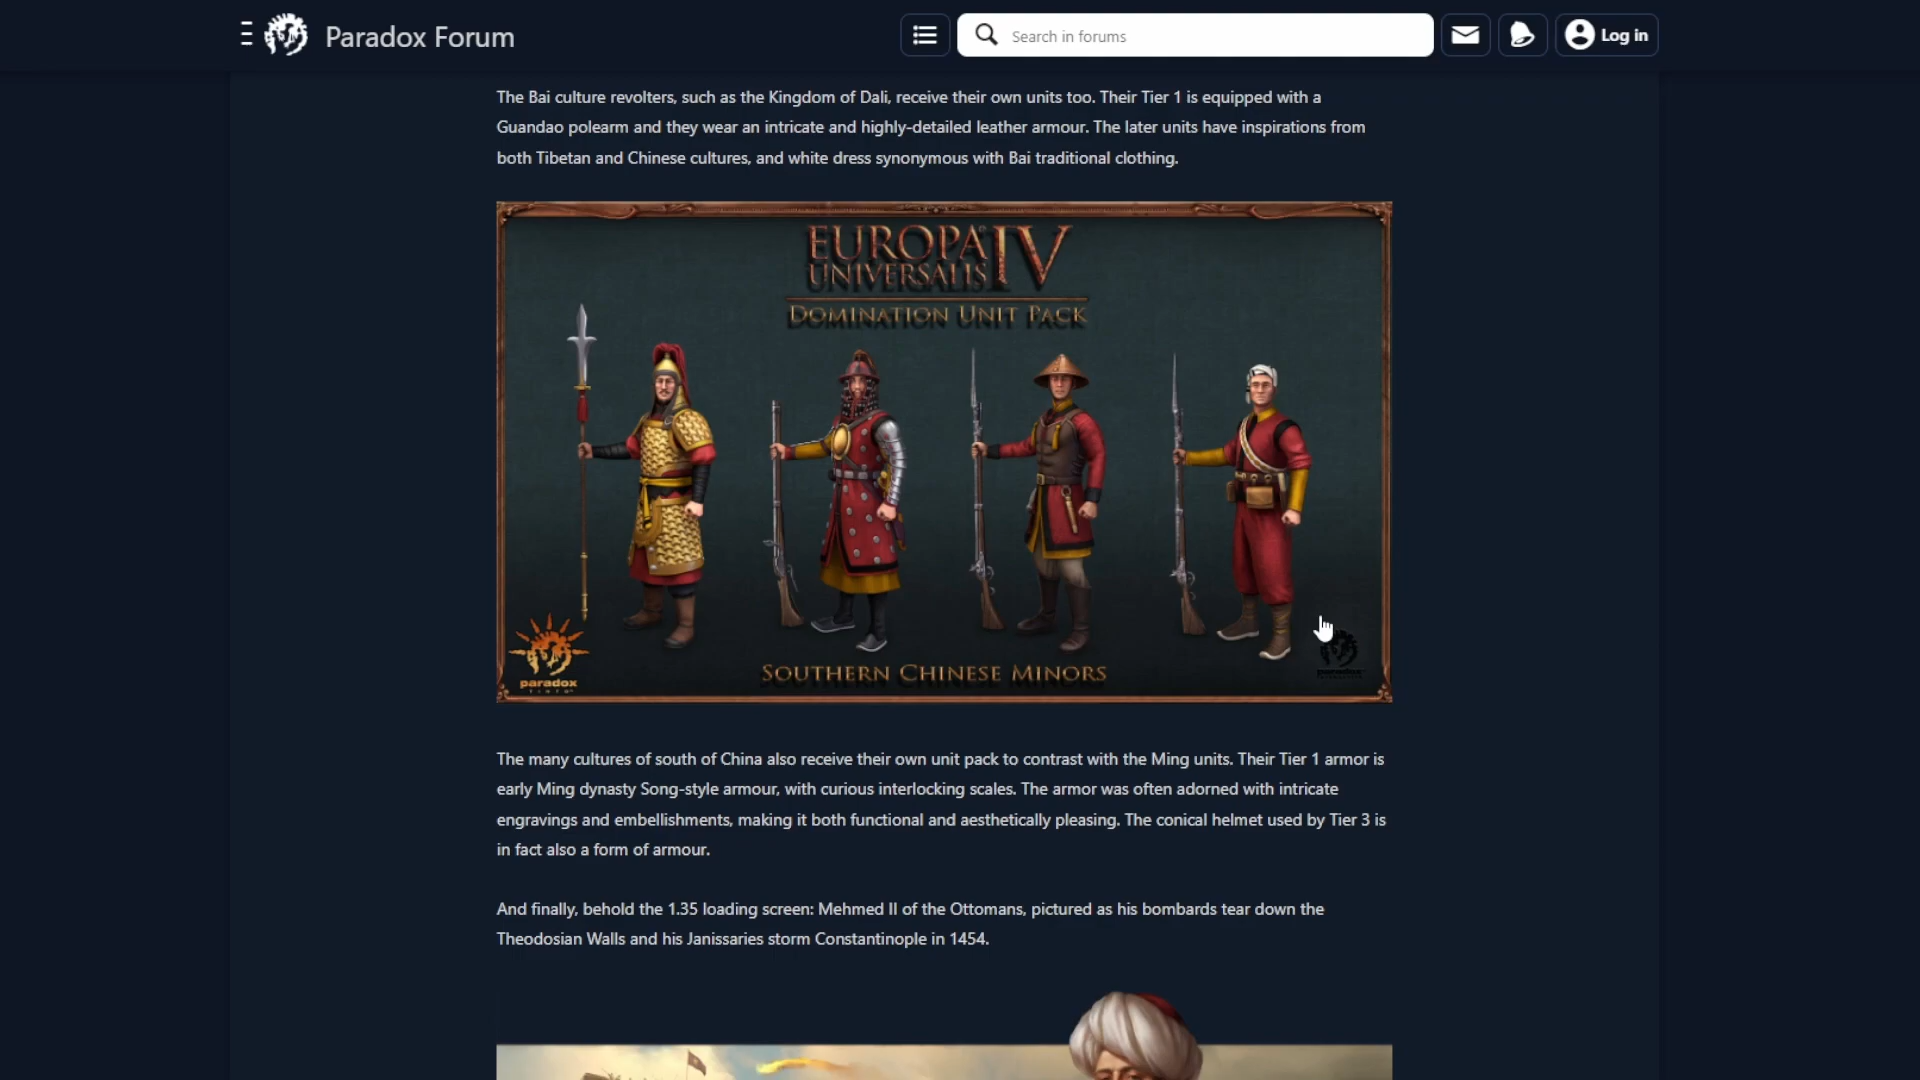 Paradox Forum
Search in forums
Log in
The Bai culture revolters, such as the Kingdom of Dali, receive their own units too. Their Tier 1 is equipped with a
Guandao polearm and they wear an intricate and highly-detailed leather armour. The later units have inspirations from
both Tibetan and Chinese cultures, and white dress synonymous with Bai traditional clothing.
EUROPA
UNIVERSALIS IV
DOMINATION UNIT PACK
paradox
TINTO
paradox
SOUTHERN CHINESE MINORS
The many cultures of south of China also receive their own unit pack to contrast with the Ming units. Their Tier 1 armor is
early Ming dynasty Song-style armour, with curious interlocking scales. The armor was often adorned with intricate
engravings and embellishments, making it both functional and aesthetically pleasing. The conical helmet used by Tier 3 is
in fact also a form of armour.
And finally, behold the 1.35 loading screen: Mehmed II of the Ottomans, pictured as his bombards tear down the
Theodosian Walls and his Janissaries storm Constantinople in 1454.